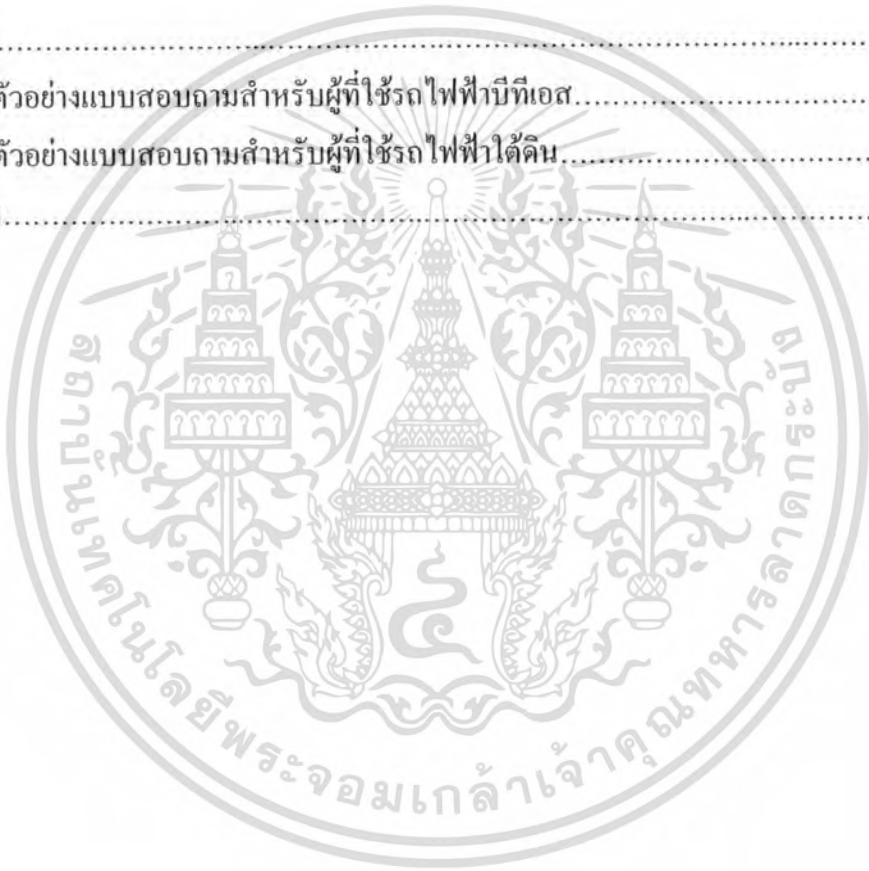 ตัวอย่างแบบสอบถามสำหรับผู้ที่ใช้รถไฟฟ้าบีทีเอส
ตัวอย่างแบบสอบถามสำหรับผู้ที่ใช้รถไฟฟ้าใต้ดิน
สถาบันเทคโนโลยีพระจอมเกล้าเจ้าคุณทหารลาดกระบัง
๔